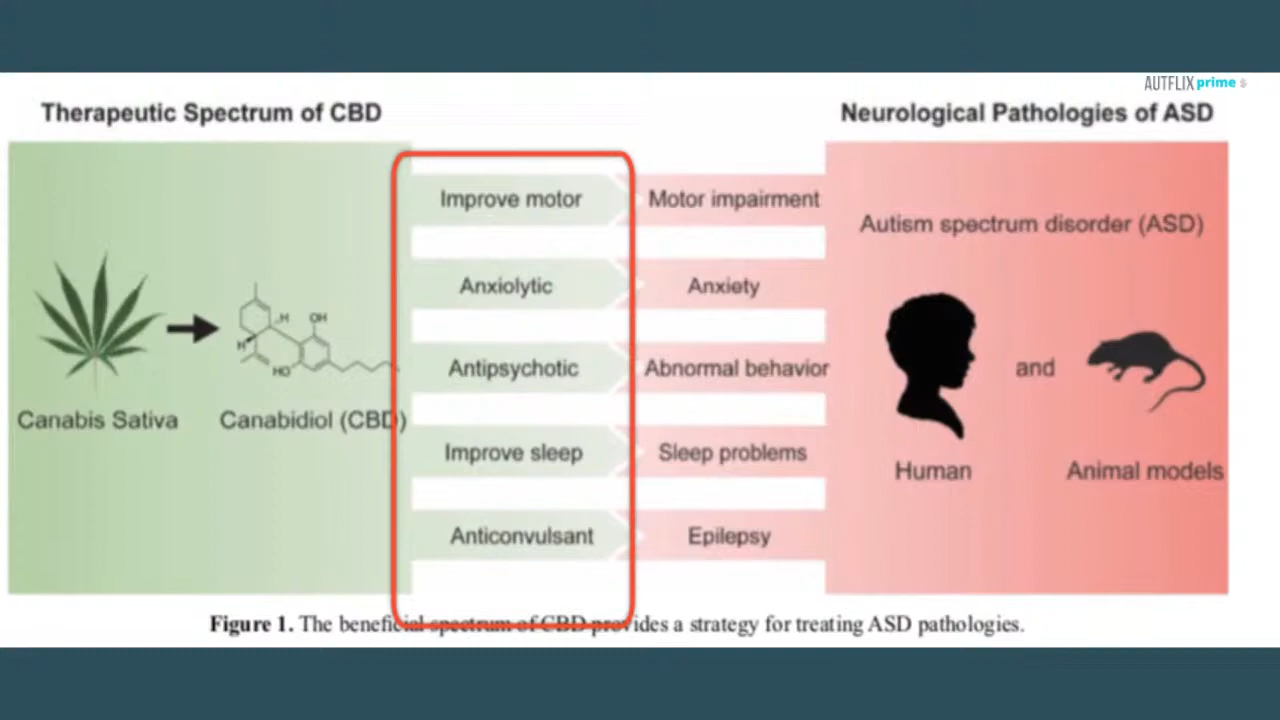 AUTFLIX prime
Therapeutic Spectrum of CBD
Neurological Pathologies of ASD
Improve motor
Motor impairment
Autism spectrum disorder (ASD)
Anxiolytic
Anxiety
H
OH
H
HO
Antipsychotic
Abnormal behavior
and
Canabis Sativa
Canabidiol (CBD)
Improve sleep
Sleep problems
Human
Animal models
Anticonvulsant
Epilepsy
Figure 1. The beneficial spectrum of CBD provides a strategy for treating ASD pathologies.